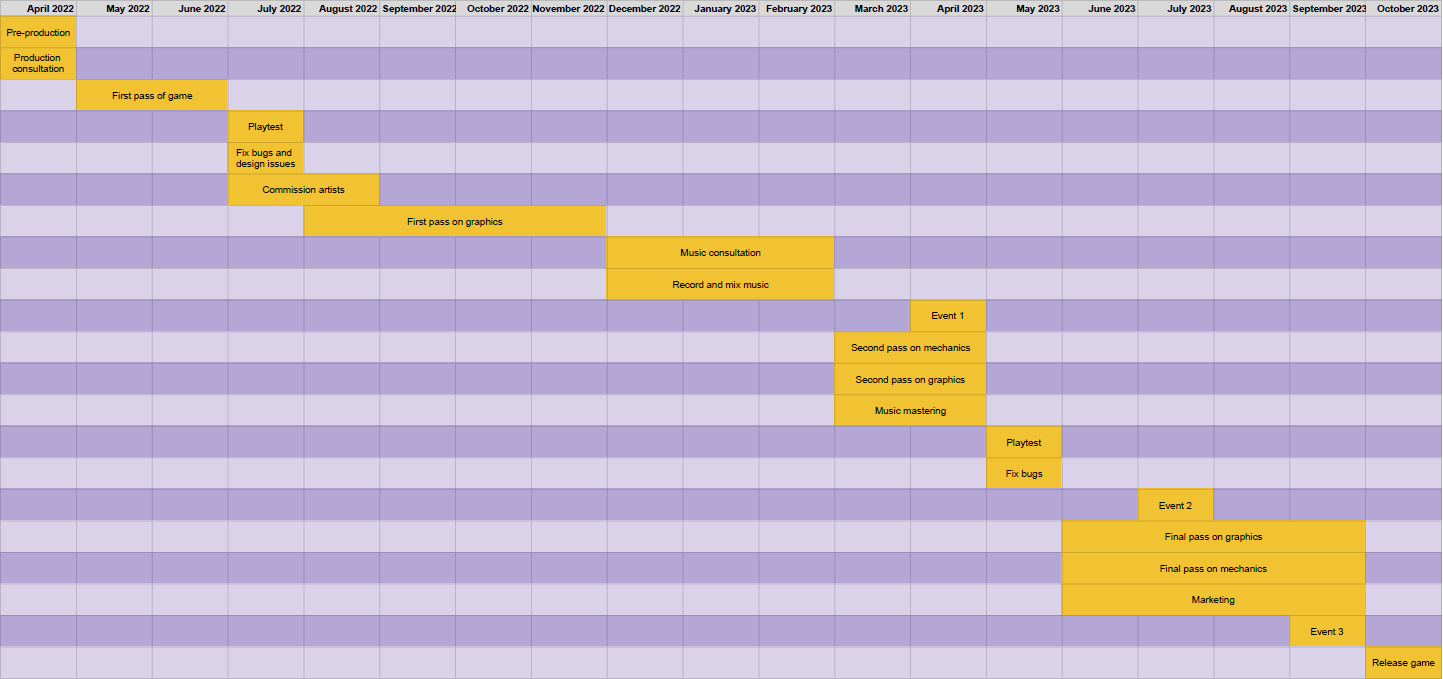 April 2022 May 2022 June 2022 July 2022 August 2022 September 2022 October 2022 November 2022 December 2022 January 2023 February 2023 March 2023 April 2023 May 2023 June 2023 July 2023 August 2023 September 2023 October 2023
Pre-production
Production
consultation
First pass of game
Playtest
Fix bugs and
design issues
Commission artists
First pass on graphics
Music consultation
Record and mix music
Event 1
Second pass on mechanics
Second pass on graphics
Music mastering
Playtest
Fix bugs
Event 2
Final pass on graphics
Final pass on mechanics
Marketing
Event 3
Release game